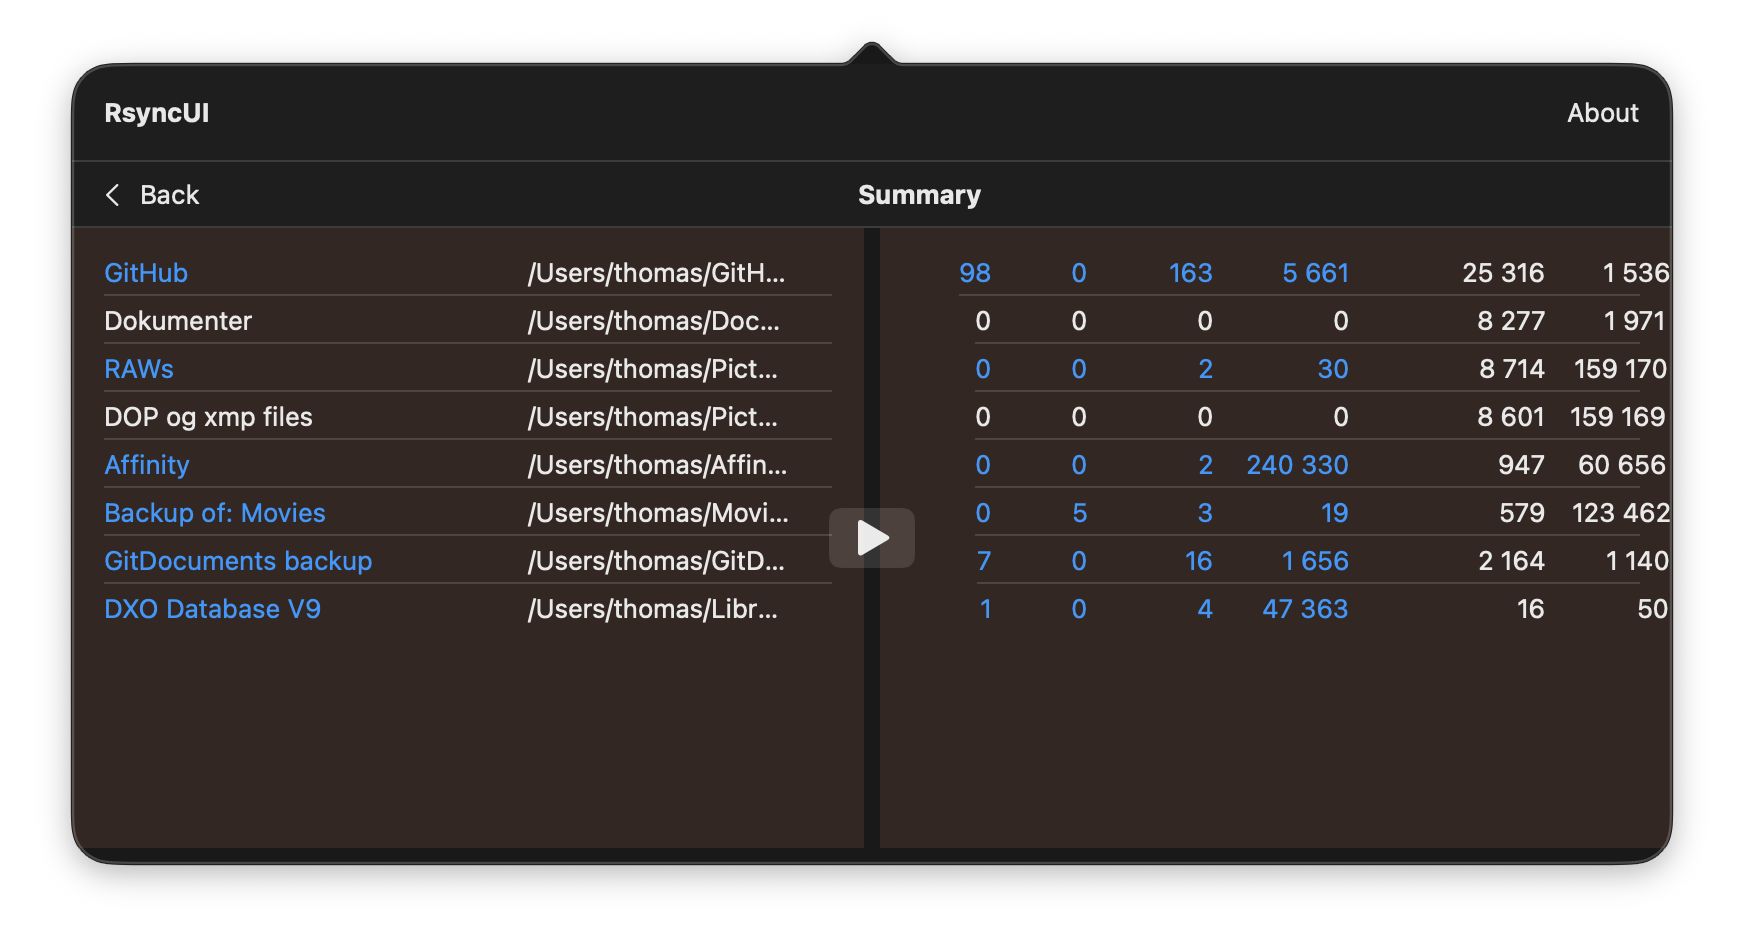 RsyncUI About
Back Summary
GitHub /Users/thomas/GitH... 98 0 163 5 661 25 316 1 536
Dokumenter /Users/thomas/Doc... 0 0 0 0 8 277 1 971
RAWs /Users/thomas/Pict... 0 0 2 30 8 714 159 170
DOP og xmp files /Users/thomas/Pict... 0 0 0 0 8 601 159 169
Affinity /Users/thomas/Affin... 0 0 2 240 330 947 60 656
Backup of: Movies /Users/thomas/Movi... 0 5 3 19 579 123 462
GitDocuments backup /Users/thomas/GitD... 7 0 16 1 656 2 164 1 140
DXO Database V9 /Users/thomas/Libr... 1 0 4 47 363 16 50